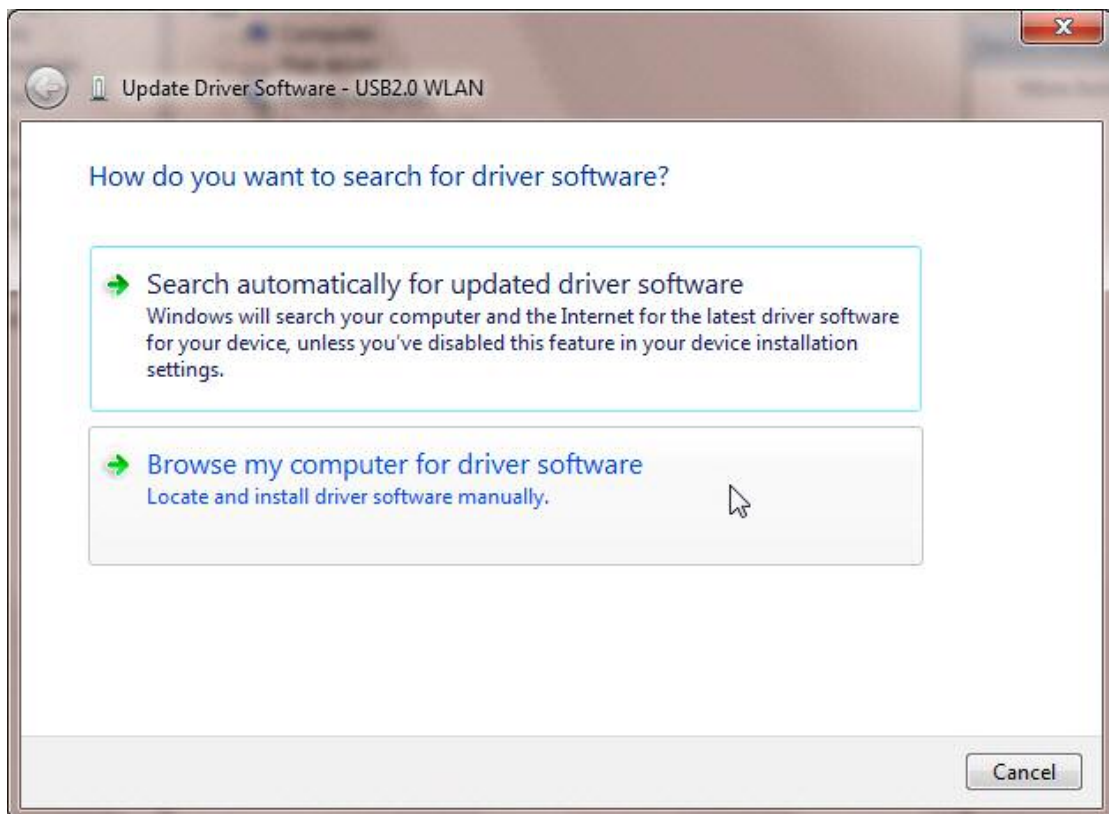 Update Driver Software - USB2.0 WLAN
How do you want to search for driver software?
Search automatically for updated driver software
Windows will search your computer and the Internet for the latest driver software
for your device, unless you've disabled this feature in your device installation
settings.
Browse my computer for driver software
Locate and install driver software manually.
Cancel